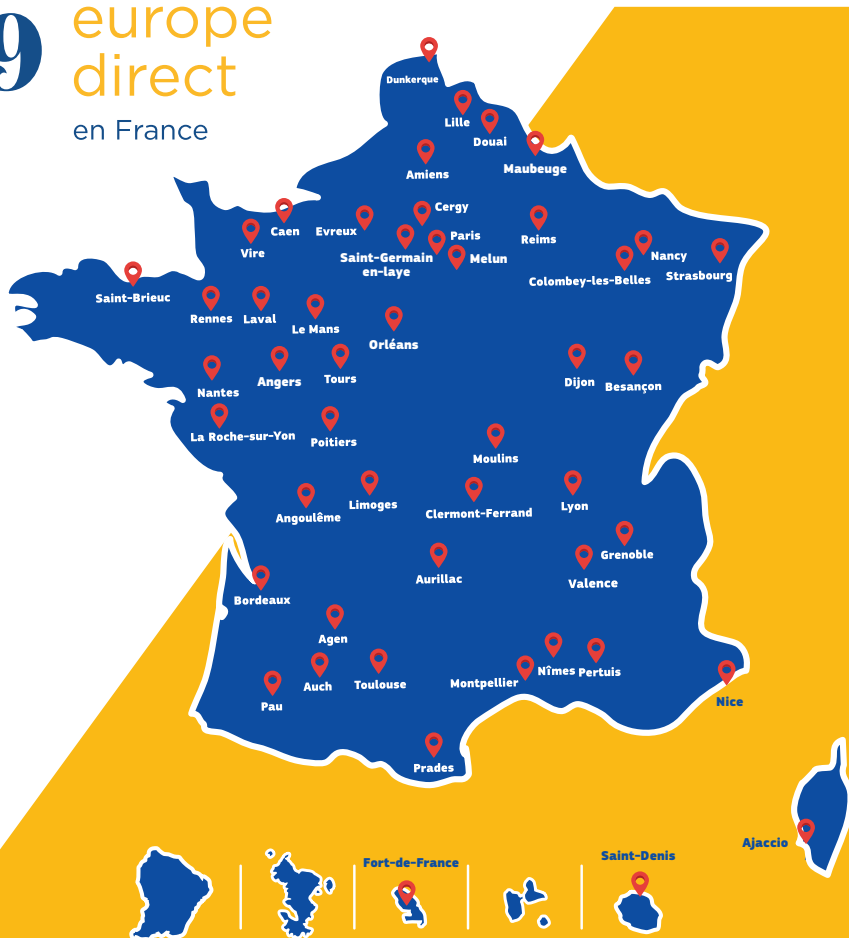 9
europe
direct
en France
Dunkerque
Lille
Douai
Maubeuge
Amiens
Cergy
Caen
Evreux
Paris
Reims
Vire
Saint-Germain
en-laye
Melun
Nancy
Colombey-les-Belles
Strasbourg
Saint-Brieuc
Rennes
Laval
Le Mans
Orléans
Nantes
Angers
Tours
Dijon
Besançon
La Roche-sur-Yon
Poitiers
Moulins
Angoulême
Limoges
Clermont-Ferrand
Lyon
Grenoble
Aurillac
Valence
Bordeaux
Agen
Auch
Toulouse
Montpellier
Nîmes
Pertuis
Pau
Nice
Prades
Ajaccio
Fort-de-France
Saint-Denis